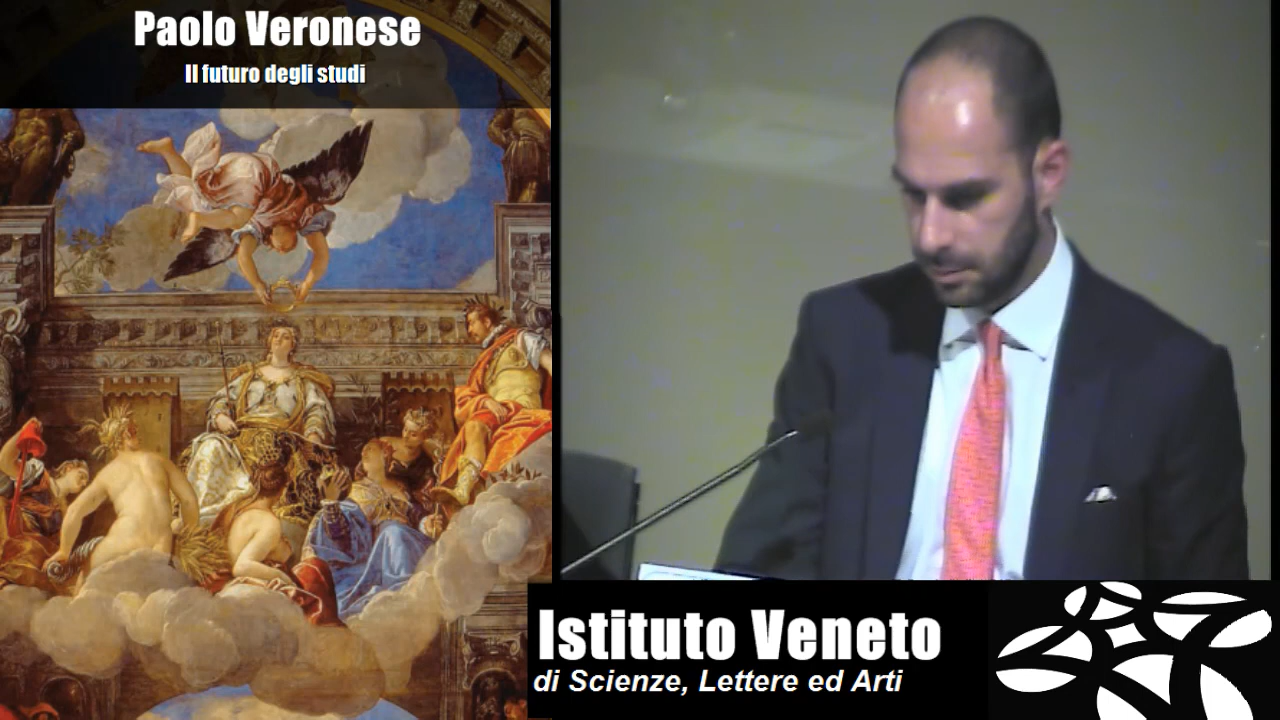 Paolo Veronese
Il futuro degli studi
Istituto Veneto
di Scienze, Lettere ed Arti